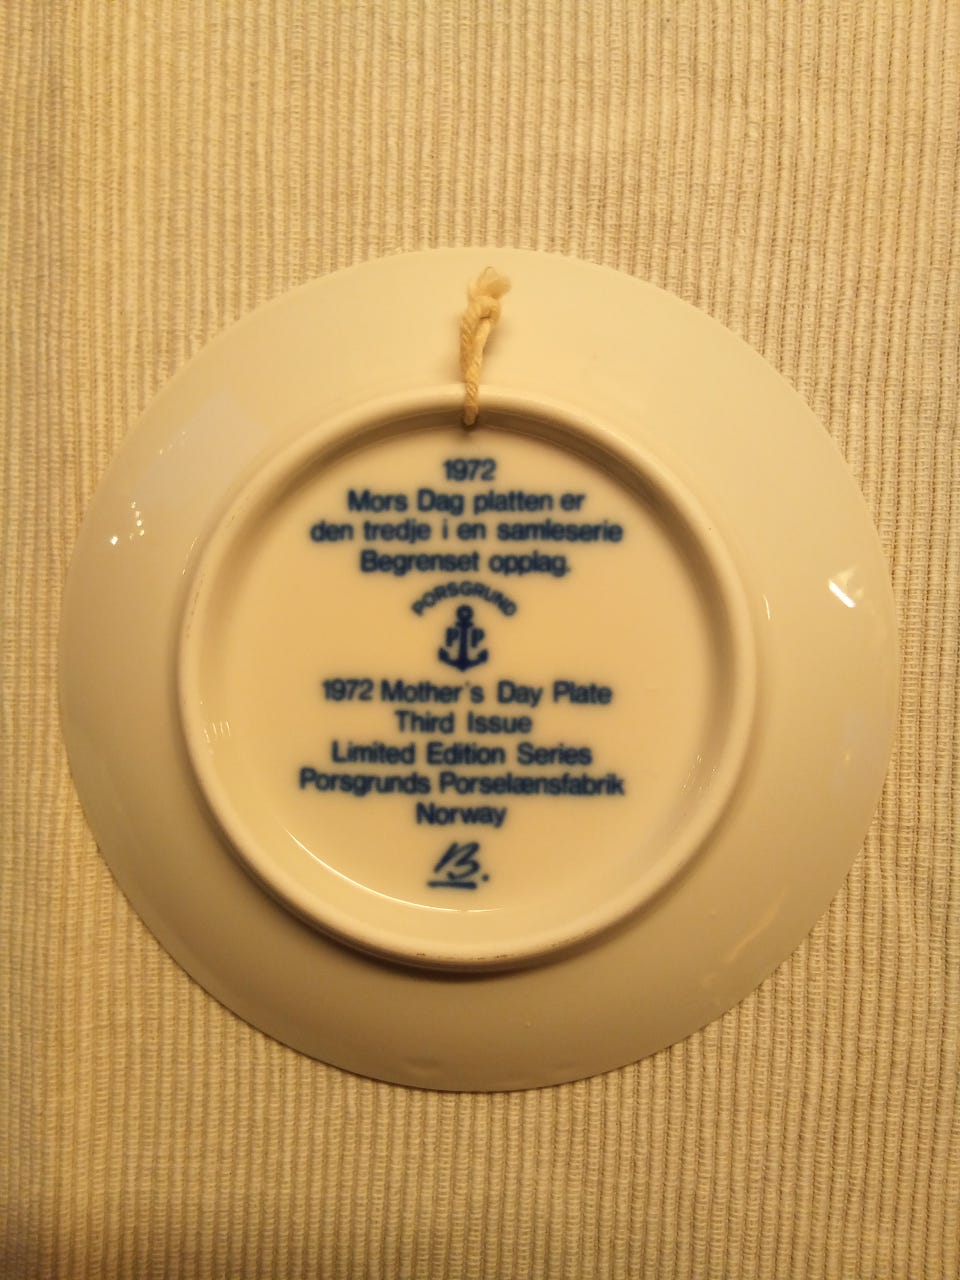 1972
Mors Dag platten er
den tredje i en samleserie
Begrenset opplag.
PORSGRUND
P P
1972 Mother's Day Plate
Third Issue
Limited Edition Series
Porsgrunds Porselænsfabrik
Norway
B.